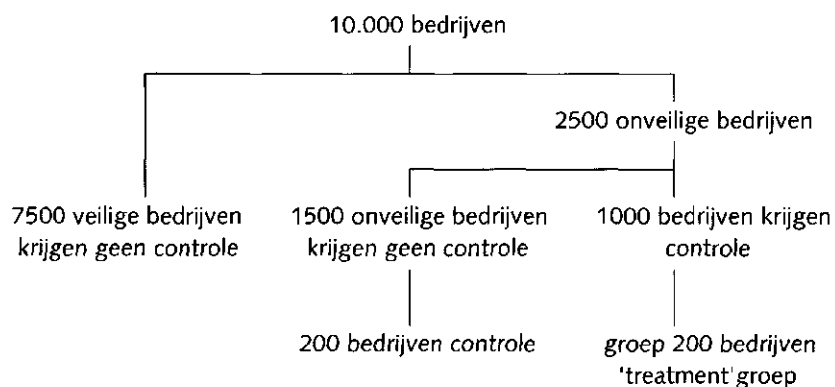 10.000 bedrijven
2500 onveilige bedrijven
7500 veilige bedrijven
krijgen geen controle
1500 onveilige bedrijven
krijgen geen controle
1000 bedrijven krijgen
controle
200 bedrijven controle
groep 200 bedrijven
'treatment'groep